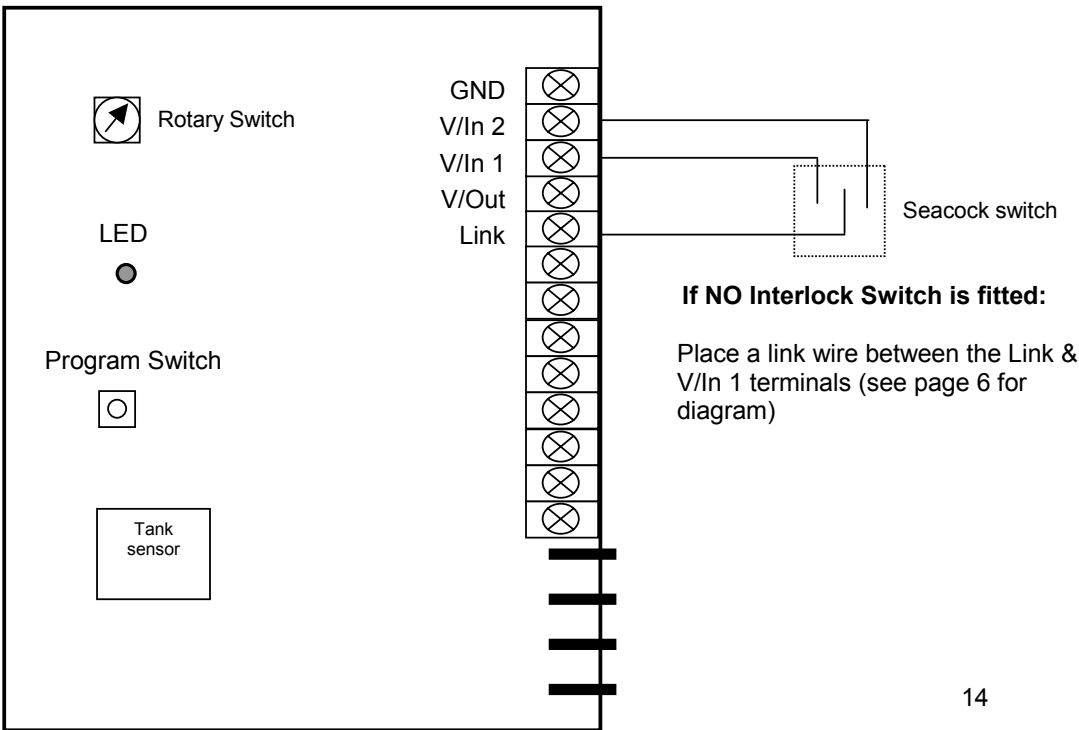 GND
Rotary Switch
V/In 2
V/In 1
V/Out
Seacock switch
LED
Link
If NO Interlock Switch is fitted:
Place a link wire between the Link &
V/In 1 terminals (see page 6 for
diagram)
Program Switch
Tank
sensor
14